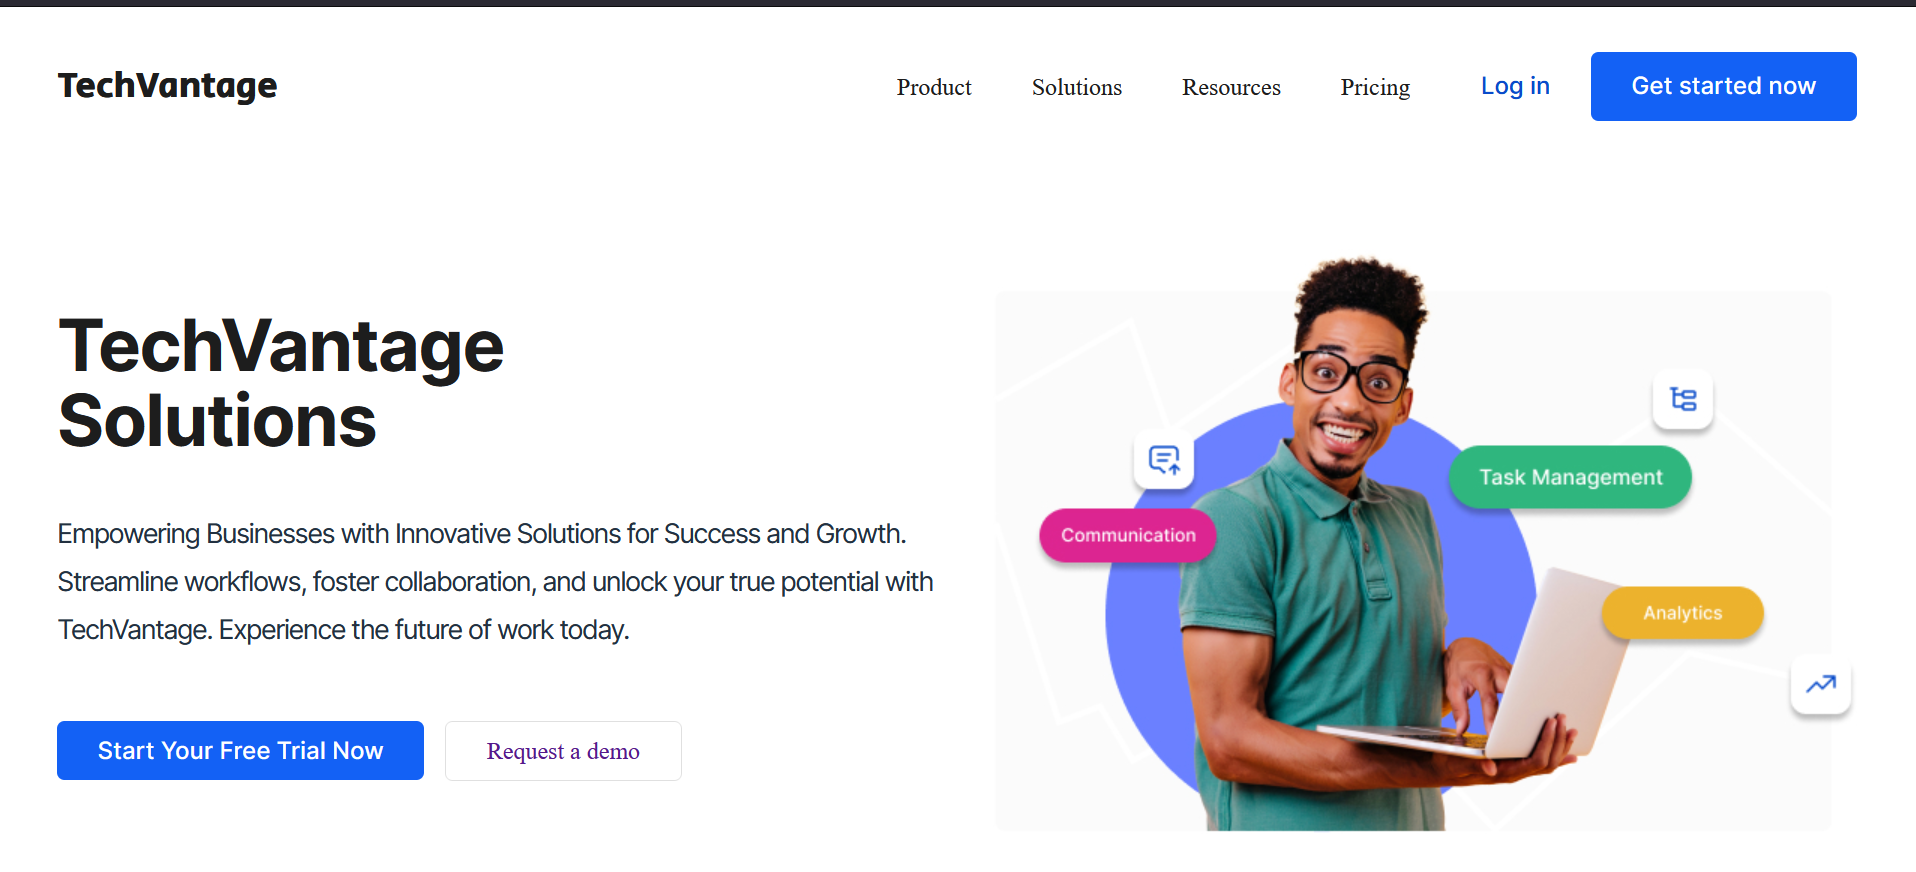 TechVantage
Product
Solutions
Resources
Pricing
Log in
Get started now
TechVantage
Solutions
Empowering Businesses with Innovative Solutions for Success and Growth.
Streamline workflows, foster collaboration, and unlock your true potential with
TechVantage. Experience the future of work today.
Start Your Free Trial Now
Request a demo
Task Management
Communication
Analytics